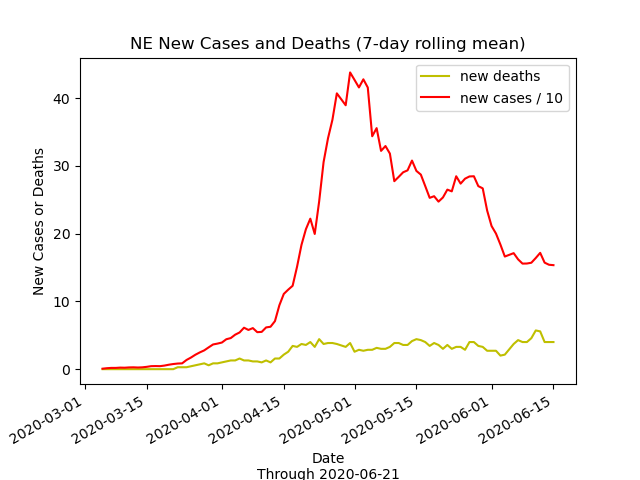 NE New Cases and Deaths (7-day rolling mean)
new deaths
new cases / 10
New Cases or Deaths
40
30
20
10
0
2020-03-01
2020-03-15
2020-04-01
2020-04-15
2020-05-01
2020-05-15
2020-06-01
2020-06-15
Date
Through 2020-06-21